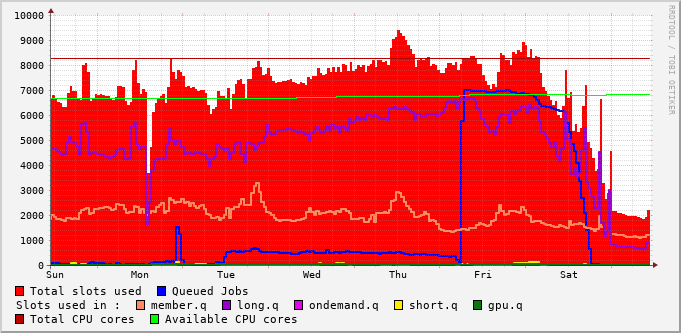 10000
9000
8000
7000
6000
5000
4000
3000
2000
1000
0
Sun Mon Tue Wed Thu Fri Sat
RRDTOOL / TOBI OETIKER
Total slots used Queued Jobs
Slots used in : member.q long.q ondemand.q short.q gpu.q
Total CPU cores Available CPU cores